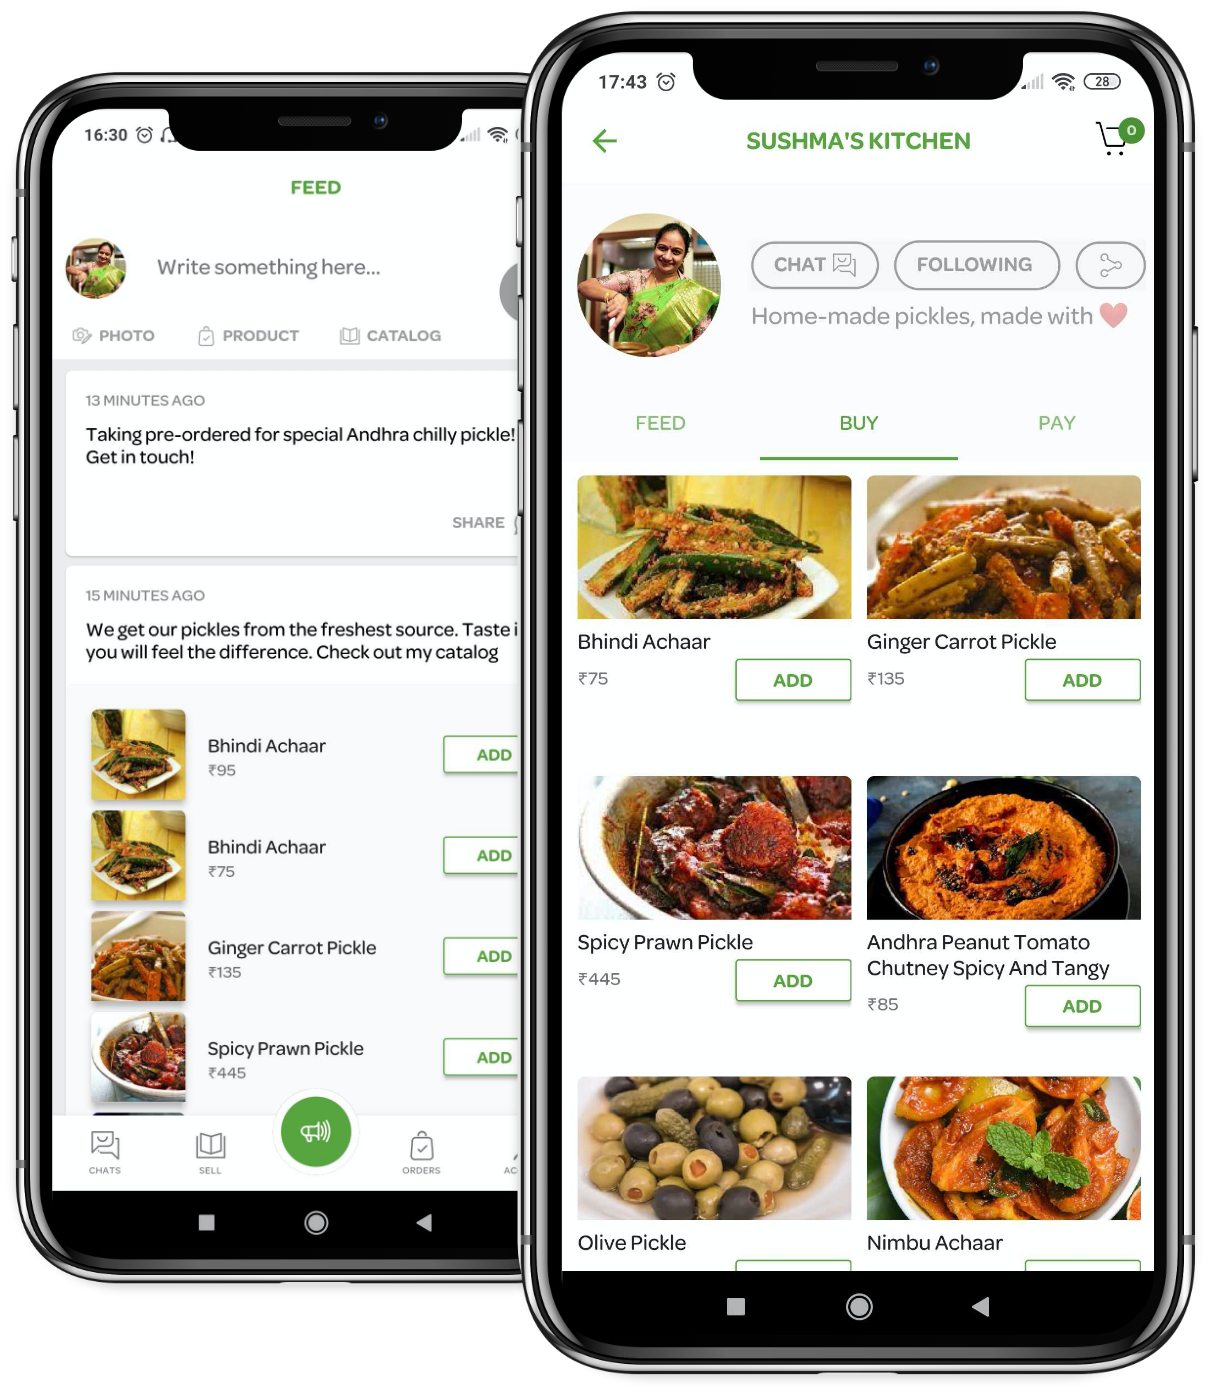 16:30
FEED
Write something here...
PHOTO PRODUCT CATALOG
13 MINUTES AGO
Taking pre-ordered for special Andhra chilly pickle!
Get in touch!
SHARE
15 MINUTES AGO
We get our pickles from the freshest source. Taste
you will feel the difference. Check out my catalog
Bhindi Achaar
₹95
ADD
Bhindi Achaar
₹75
ADD
Ginger Carrot Pickle
₹135
ADD
Spicy Prawn Pickle
₹445
ADD
CHATS SELL ORDERS
17:43 28
SUSHMA'S KITCHEN 0
CHAT FOLLOWING
Home-made pickles, made with
FEED BUY PAY
Bhindi Achaar
₹75
ADD
Ginger Carrot Pickle
₹135
ADD
Spicy Prawn Pickle
₹445
ADD
Andhra Peanut Tomato
Chutney Spicy And Tangy
₹85
ADD
Olive Pickle
Nimbu Achaar